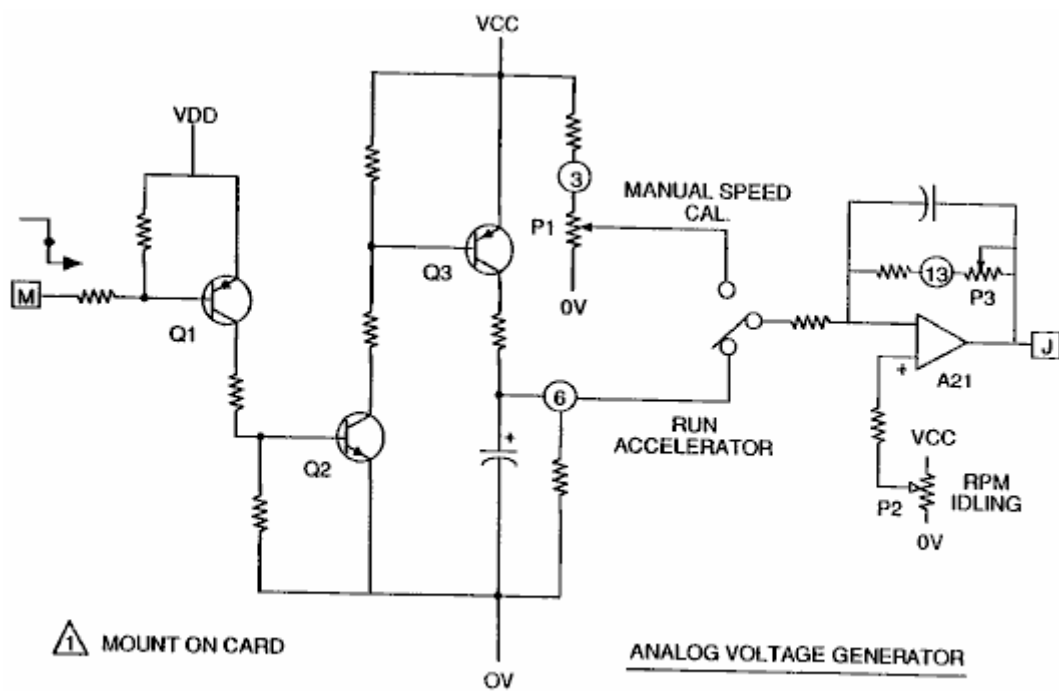 VCC
VDD
3
MANUAL SPEED
CAL.
P1
M
Q1
Q3
0V
13
P3
J
+
A21
+
6
RUN
ACCELERATOR
Q2
VCC
P2
RPM
IDLING
0V
1 MOUNT ON CARD
ANALOG VOLTAGE GENERATOR
OV